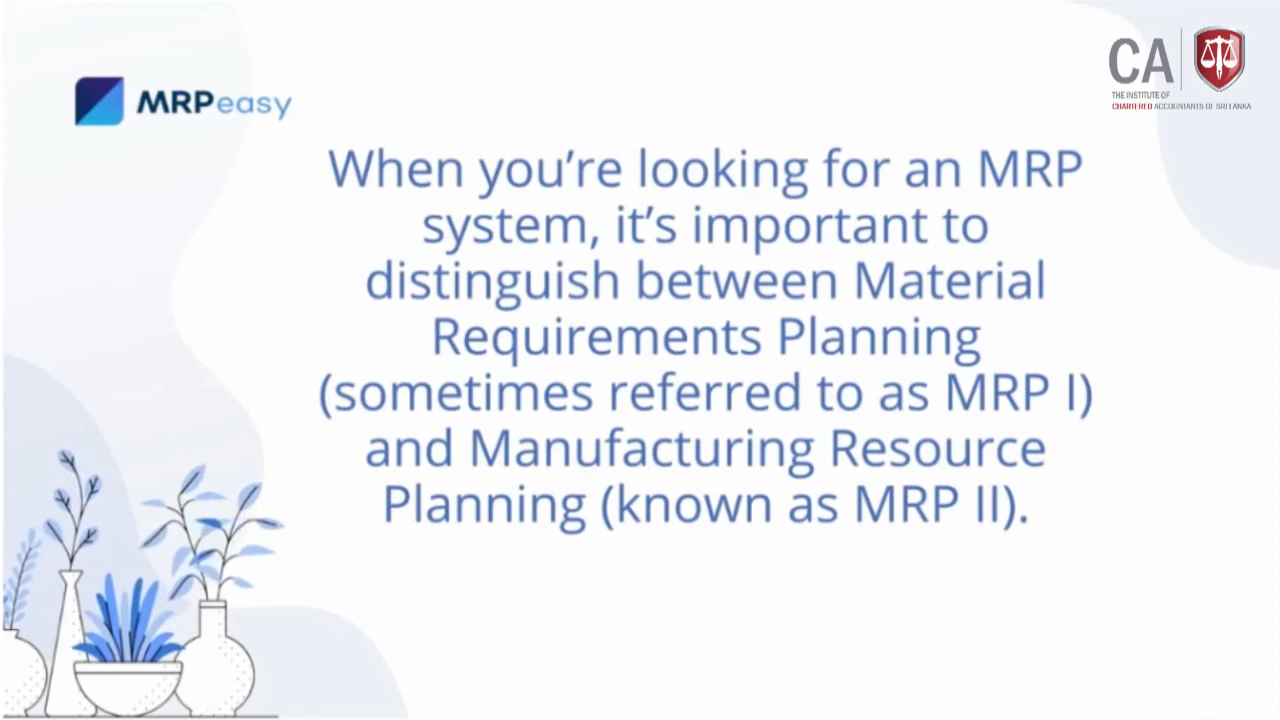 MRPeasy
CA
THE INSTITUTE OF
CHARTERED ACCOUNTANTS OF SRI LANKA
When you’re looking for an MRP
system, it’s important to
distinguish between Material
Requirements Planning
(sometimes referred to as MRP I)
and Manufacturing Resource
Planning (known as MRP II).